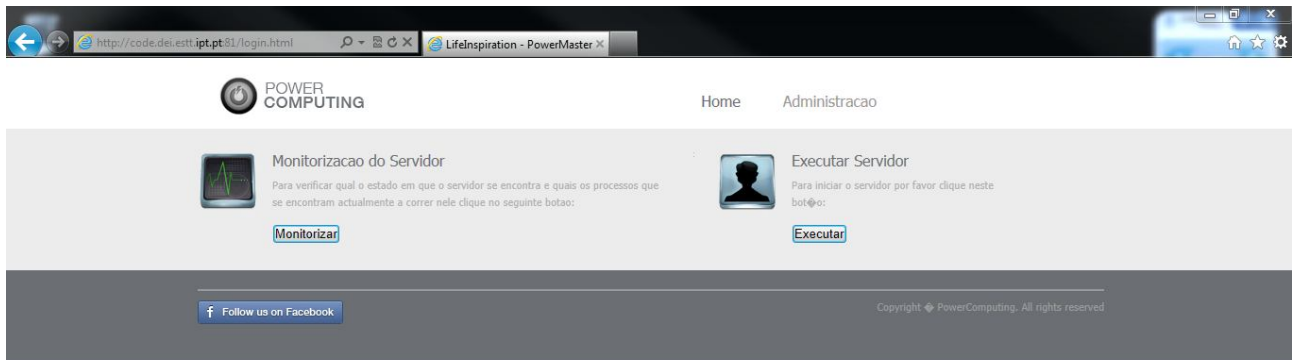 http://code.dei.estt.ipt.pt:81/login.html
LifeInspiration - PowerMaster
POWER
COMPUTING
Home Administracao
Monitorizacao do Servidor
Para verificar qual o estado em que o servidor se encontra e quais os processos que
se encontram actualmente a correr nele clique no seguinte botao:
Monitorizar
Executar Servidor
Para iniciar o servidor por favor clique neste
bot�o:
Executar
Follow us on Facebook
Copyright � PowerComputing. All rights reserved